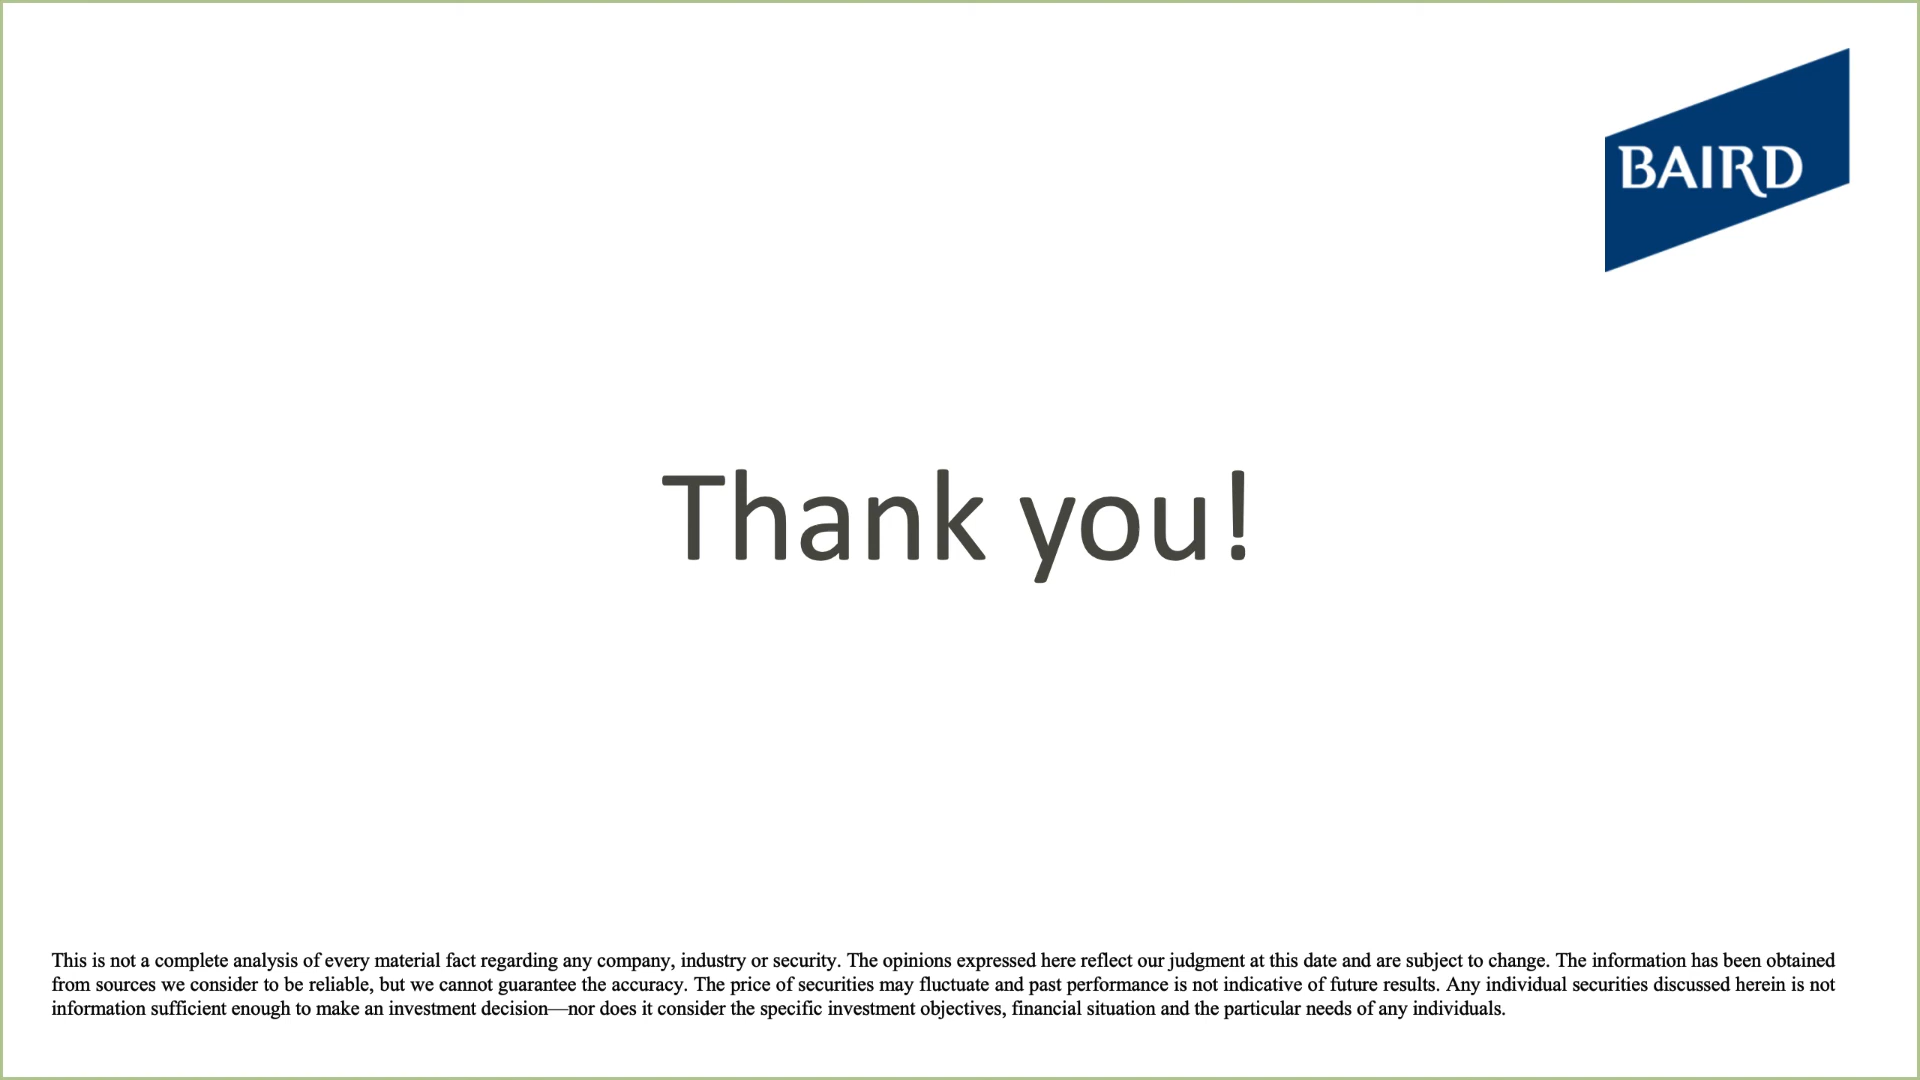 BAIRD
Thank you!
This is not a complete analysis of every material fact regarding any company, industry or security. The opinions expressed here reflect our judgment at this date and are subject to change. The information has been obtained
from sources we consider to be reliable, but we cannot guarantee the accuracy. The price of securities may fluctuate and past performance is not indicative of future results. Any individual securities discussed herein is not
information sufficient enough to make an investment decision—nor does it consider the specific investment objectives, financial situation and the particular needs of any individuals.